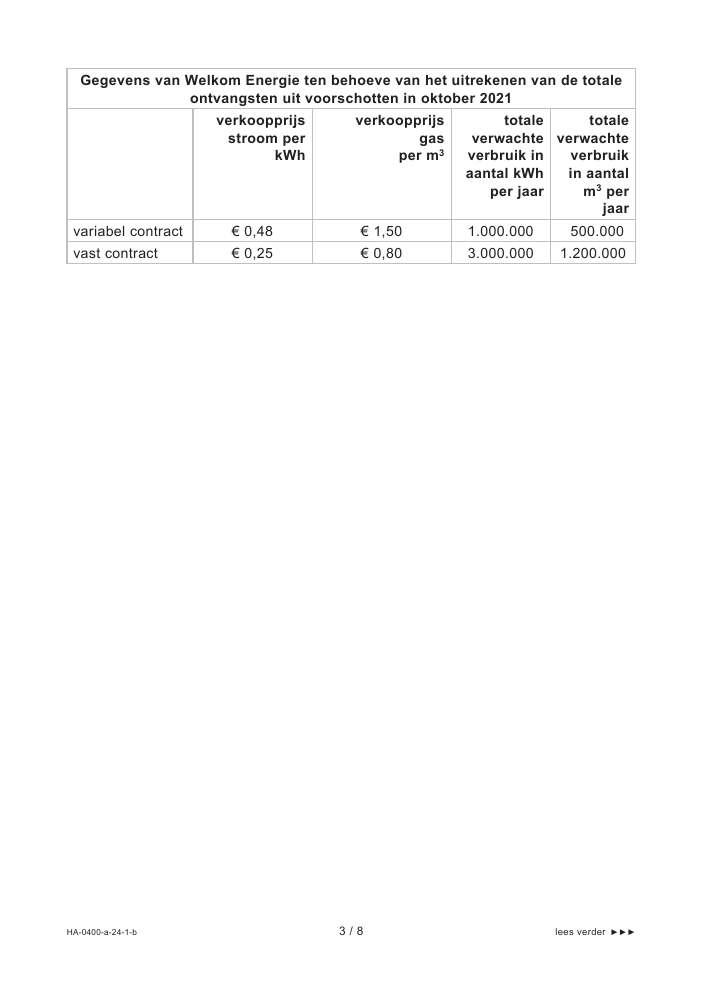 Gegevens van Welkom Energie ten behoeve van het uitrekenen van de totale
ontvangsten uit voorschotten in oktober 2021
verkoopprijs
stroom per
kWh
verkoopprijs
gas
per m³
totale
verwachte
verbruik in
aantal kWh
per jaar
totale
verwachte
verbruik
in aantal
m³ per
jaar
variabel contract € 0,48 € 1,50 1.000.000 500.000
vast contract € 0,25 € 0,80 3.000.000 1.200.000
HA-0400-a-24-1-b 3 / 8 lees verder ►►►